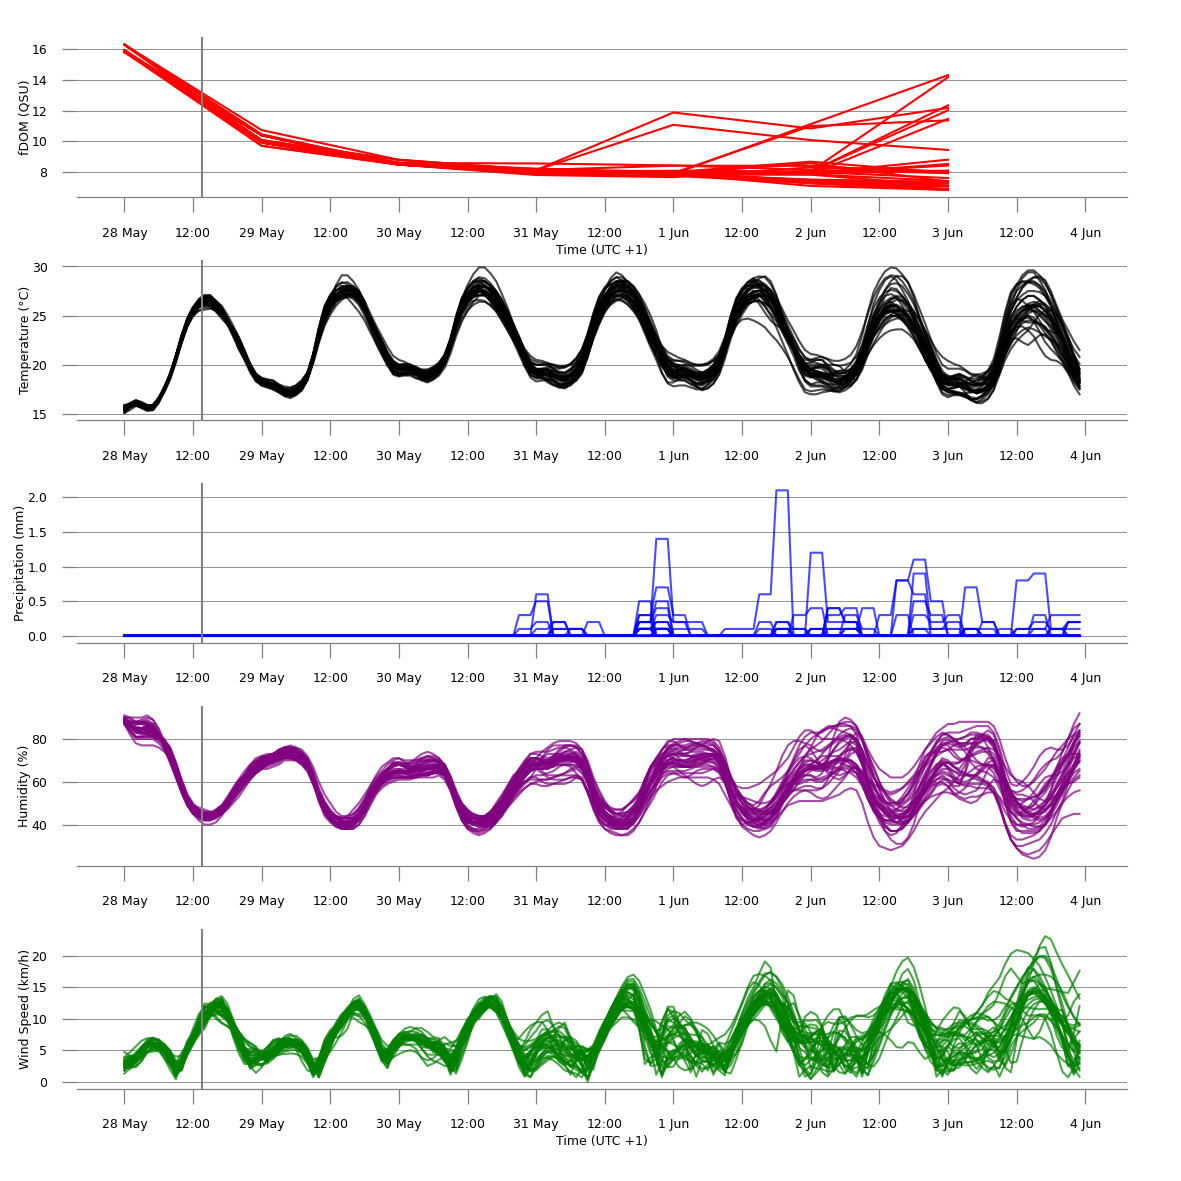 16
14
12
10
8
fDOM (QSU)
28 May 12:00 29 May 12:00 30 May 12:00 31 May 12:00 1 Jun 12:00 2 Jun 12:00 3 Jun 12:00 4 Jun
Time (UTC +1)
30
25
20
15
Temperature (°C)
28 May 12:00 29 May 12:00 30 May 12:00 31 May 12:00 1 Jun 12:00 2 Jun 12:00 3 Jun 12:00 4 Jun
2.0
1.5
1.0
0.5
0.0
Precipitation (mm)
28 May 12:00 29 May 12:00 30 May 12:00 31 May 12:00 1 Jun 12:00 2 Jun 12:00 3 Jun 12:00 4 Jun
80
60
40
Humidity (%)
28 May 12:00 29 May 12:00 30 May 12:00 31 May 12:00 1 Jun 12:00 2 Jun 12:00 3 Jun 12:00 4 Jun
20
15
10
5
0
Wind Speed (km/h)
28 May 12:00 29 May 12:00 30 May 12:00 31 May 12:00 1 Jun 12:00 2 Jun 12:00 3 Jun 12:00 4 Jun
Time (UTC +1)